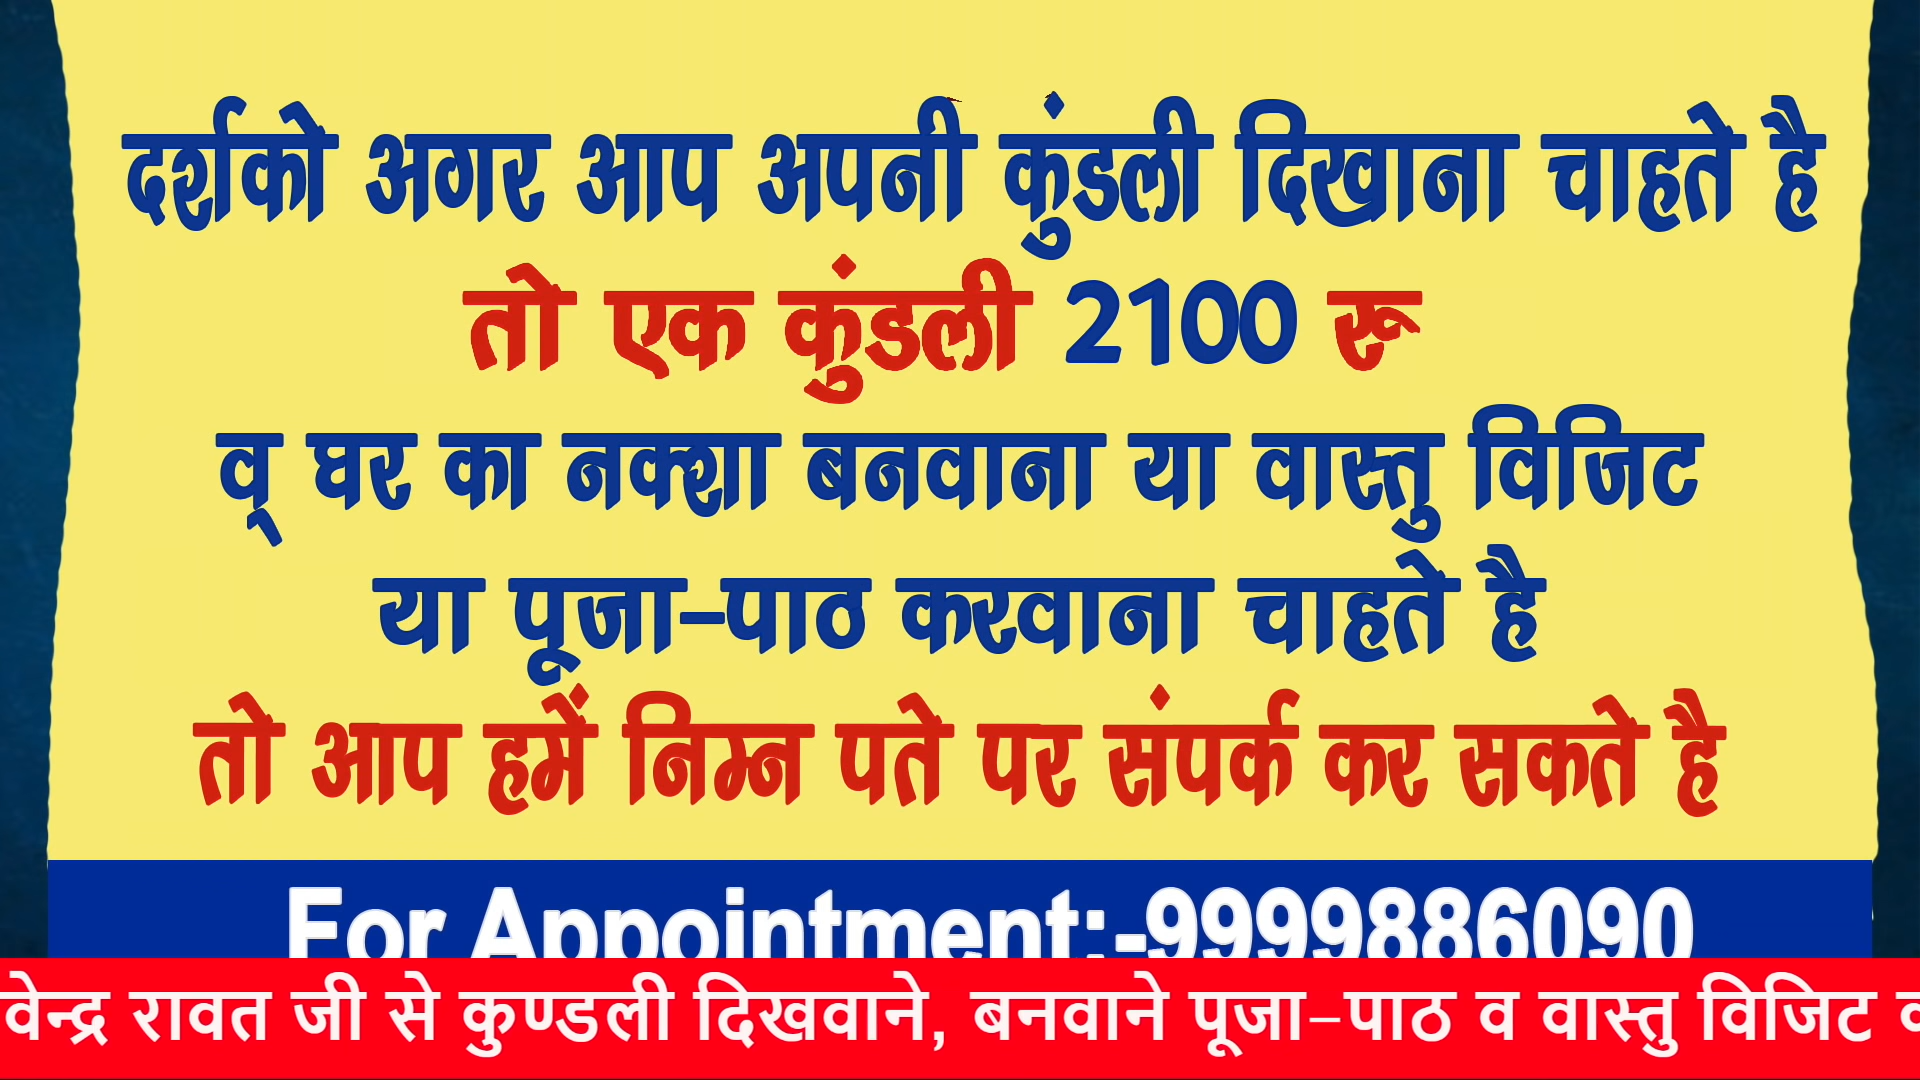 दर्शको अगर आप अपनी कुंडली दिखाना चाहते है
तो एक कुंडली 2100 रू
व् घर का नक्शा बनवाना या वास्तु विजिट
या पूजा-पाठ करवाना चाहते है
तो आप हमें निम्न पते पर संपर्क कर सकते है
For Appointment:-9999886090
वेन्द्र रावत जी से कुण्डली दिखवाने, बनवाने पूजा-पाठ व वास्तु विजिट